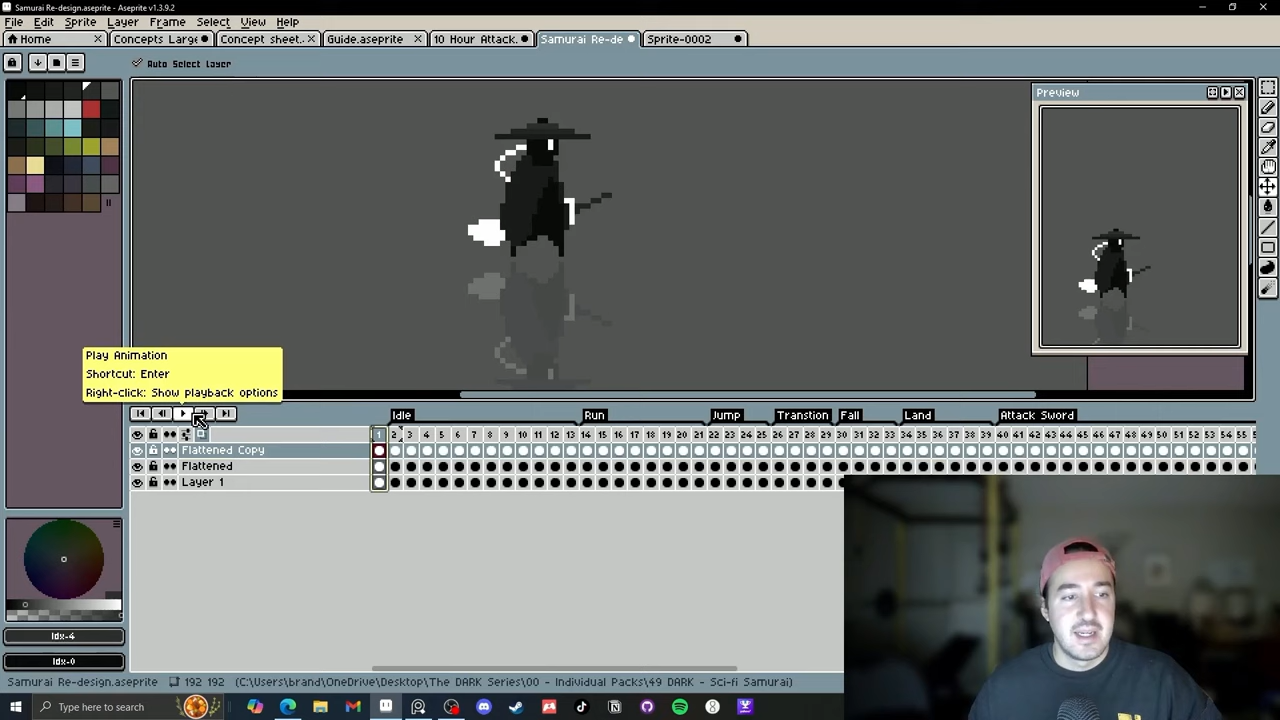 Samurai Re-design.aseprite - Aseprite v1.3.9.2
File Edit Sprite Layer Frame Select View Help
Home Concepts Large Concept sheet. Guide.aseprite 10 Hour Attack. Samurai Re-de Sprite-0002
Auto Select layer
Preview
Play Animation
Shortcut: Enter
Right-click: Show playback options
Idle Run Jump Transtion Fall Land Attack Sword
1 2 3 4 5 6 7 8 9 10 11 12 13 14 15 16 17 18 19 20 21 22 23 24 25 26 27 28 29 30 31 32 33 34 35 36 37 38 39 40 41 42 43 44 45 46 47 48 49 50 51 52 53 54 55
Flattened Copy
Flattened
Layer 1
Idx-4
Idx-0
Samurai Re-design.aseprite 192 192 (C:\Users\brand\OneDrive\Desktop\The DARK Series\00 - Individual Packs\49 DARK - Sci-fi Samurai)
Type here to search